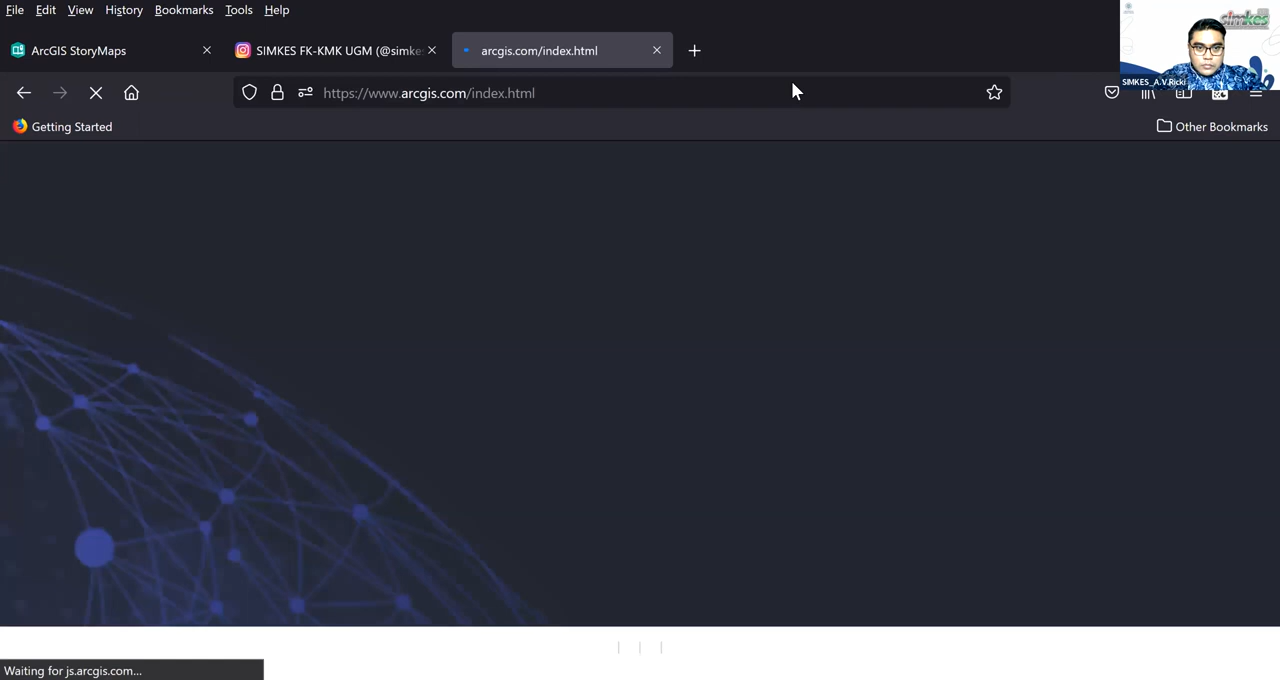 File Edit View History Bookmarks Tools Help
ArcGIS StoryMaps
SIMKES FK-KMK UGM (@simkes
arcgis.com/index.html
simkes
SIMKES_A.V.Ricki
https://www.arcgis.com/index.html
Getting Started
Other Bookmarks
Waiting for js.arcgis.com...